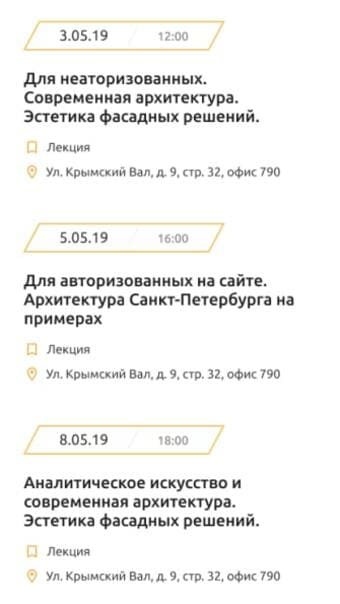 3.05.19 12:00
Для неаторизованных.
Современная архитектура.
Эстетика фасадных решений.
Лекция
Ул. Крымский Вал, д. 9, стр. 32, офис 790
5.05.19 16:00
Для авторизованных на сайте.
Архитектура Санкт-Петербурга на
примерах
Лекция
Ул. Крымский Вал, д. 9, стр. 32, офис 790
8.05.19 18:00
Аналитическое искусство и
современная архитектура.
Эстетика фасадных решений.
Лекция
Ул. Крымский Вал, д. 9, стр. 32, офис 790